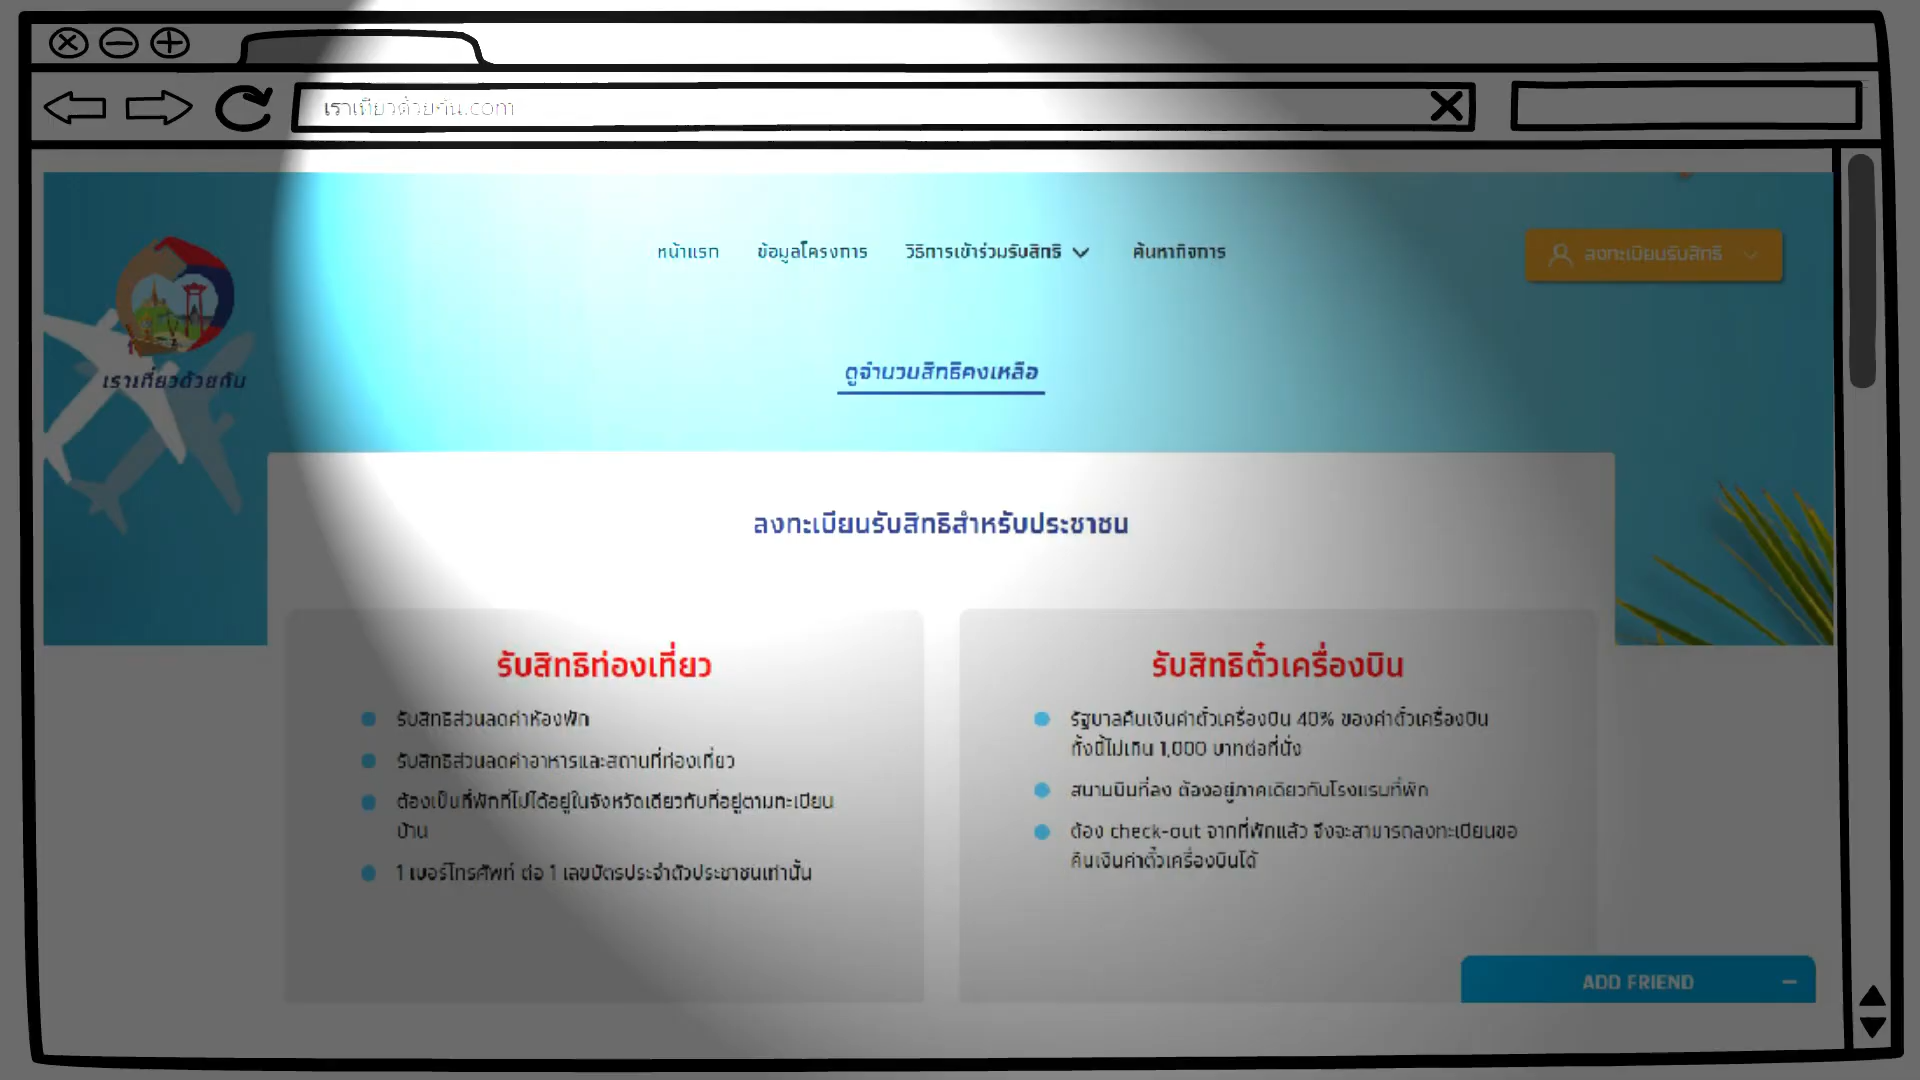 เราเที่ยวด้วยกัน.com
หน้าแรก ข้อมูลโครงการ วิธีการเข้าร่วมรับสิทธิ ค้นหากิจการ
ลงทะเบียนรับสิทธิ
เราเที่ยวด้วยกัน
ดูจำนวนสิทธิคงเหลือ
ลงทะเบียนรับสิทธิสำหรับประชาชน
รับสิทธิท่องเที่ยว
รับสิทธิส่วนลดค่าห้องพัก
รับสิทธิส่วนลดค่าอาหารและสถานที่ท่องเที่ยว
ต้องเป็นที่พักที่ไม่ได้อยู่ในจังหวัดเดียวกับที่อยู่ตามทะเบียน
บ้าน
1 เบอร์โทรศัพท์ ต่อ 1 เลขบัตรประจำตัวประชาชนเท่านั้น
รับสิทธิตั๋วเครื่องบิน
รัฐบาลคืนเงินค่าตั๋วเครื่องบิน 40% ของค่าตั๋วเครื่องบิน
ทั้งนี้ไม่เกิน 1,000 บาทต่อที่นั่ง
สนามบินที่ลง ต้องอยู่ภาคเดียวกับโรงแรมที่พัก
ต้อง check-out จากที่พักแล้ว จึงจะสามารถลงทะเบียนขอ
คืนเงินค่าตั๋วเครื่องบินได้
ADD FRIEND